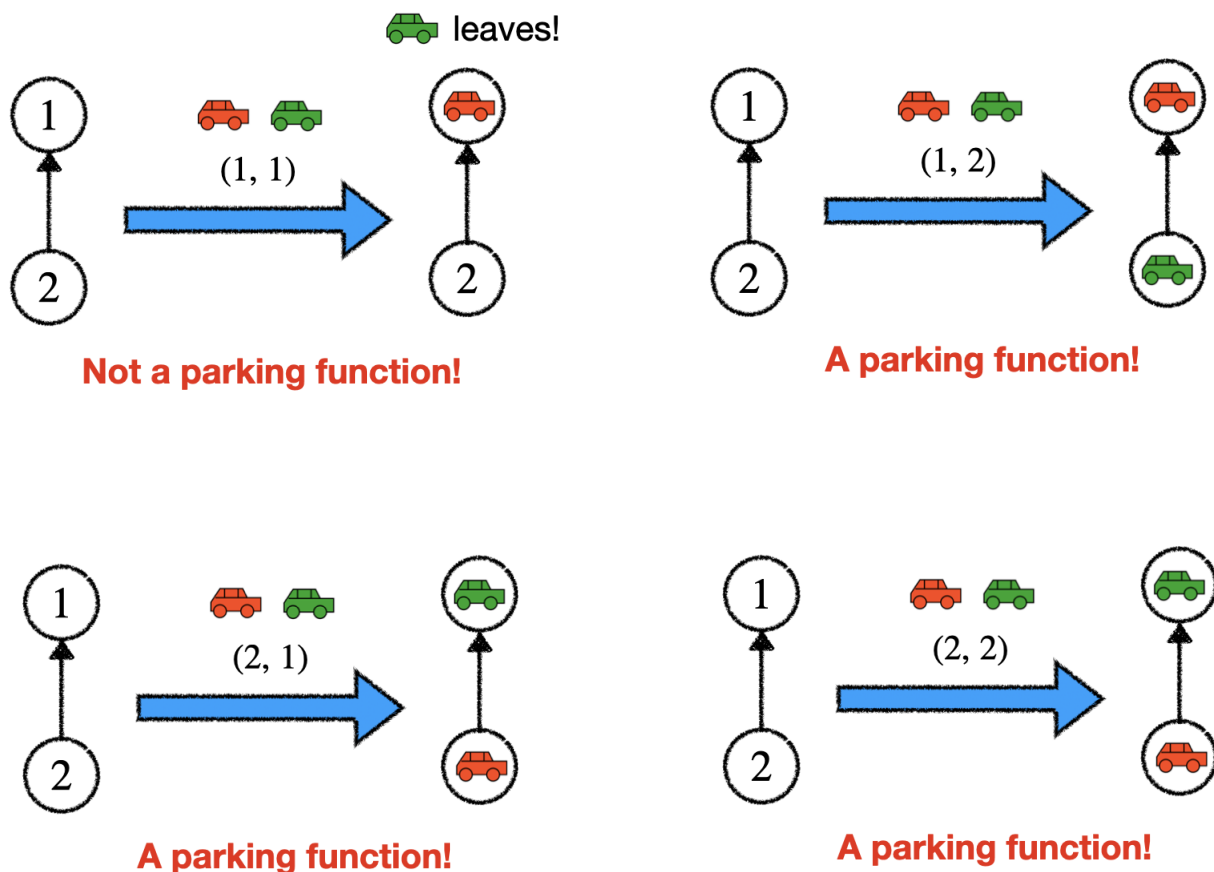 leaves!
1
(1, 1)
2
2
Not a parking function!
1
(1, 2)
2
A parking function!
1
(2, 1)
2
A parking function!
1
(2, 2)
2
A parking function!